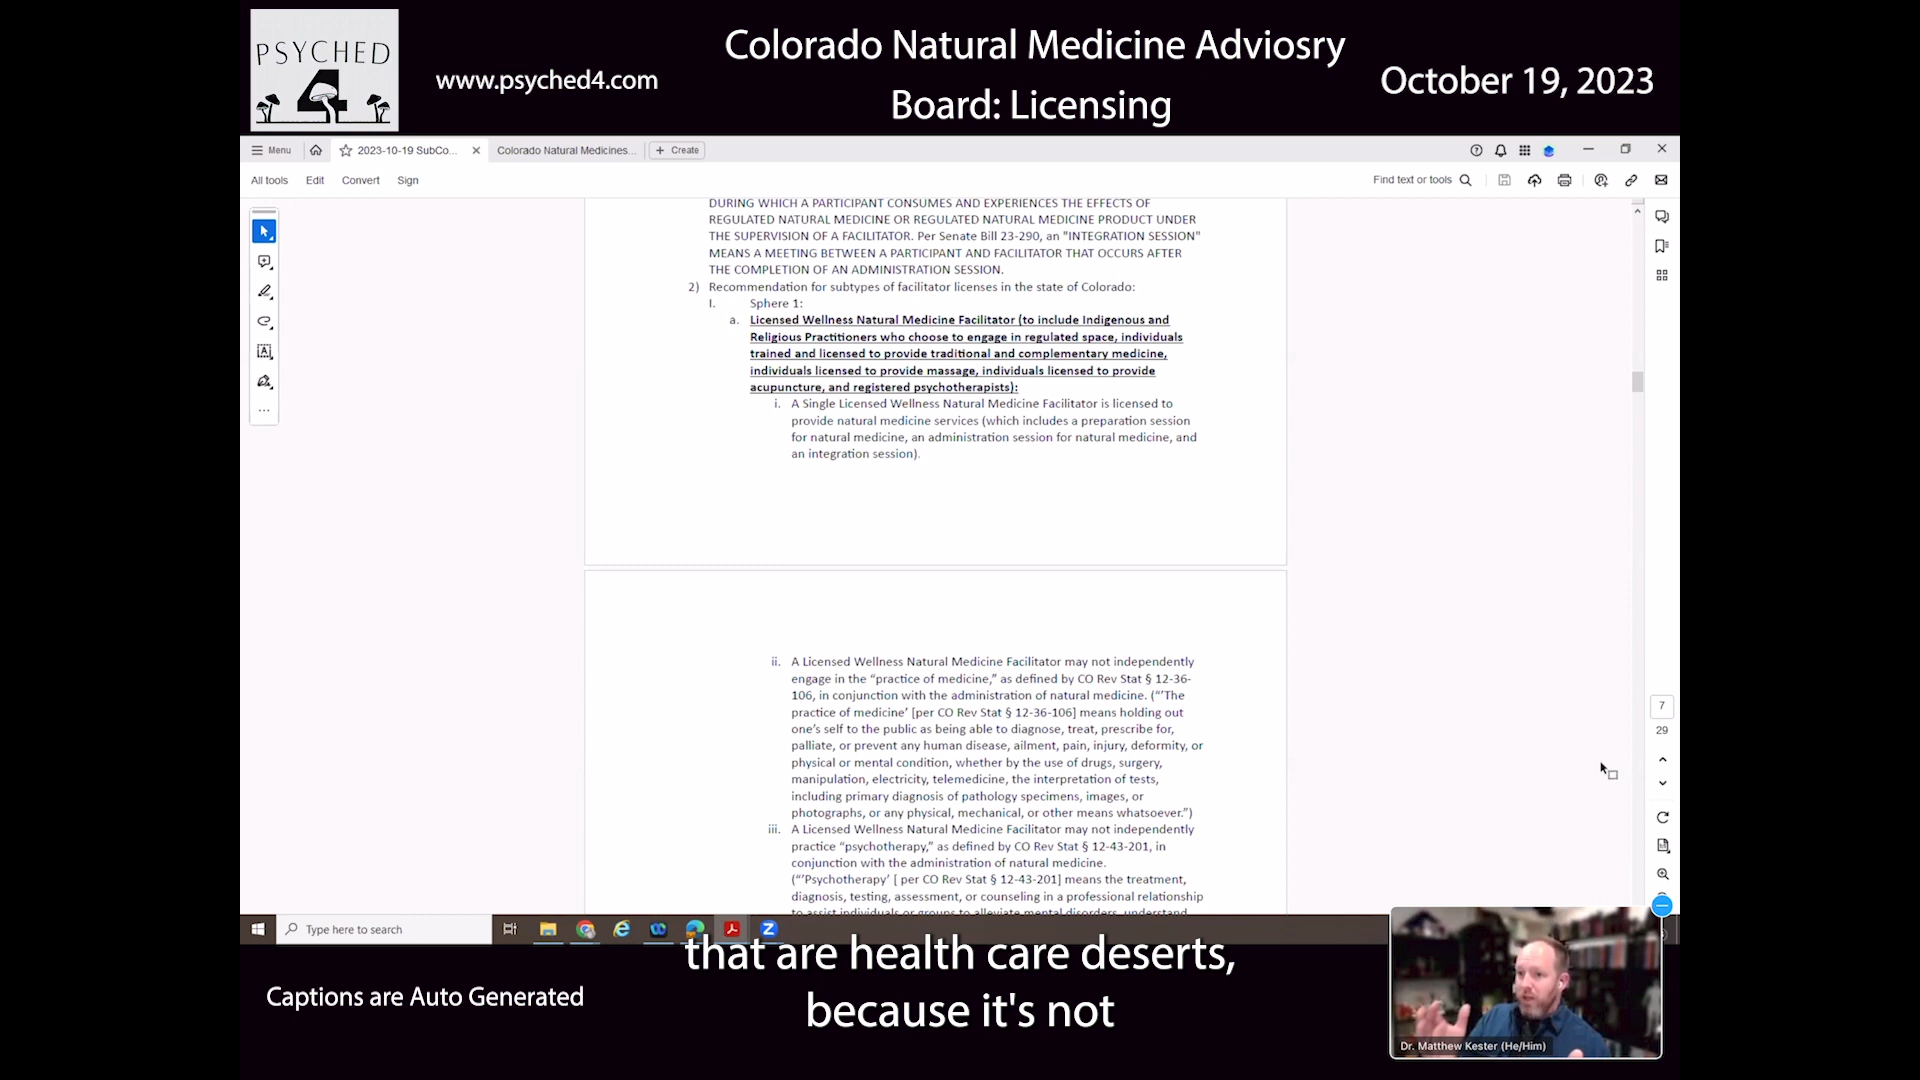 PSYCHED
4
www.psyched4.com
Colorado Natural Medicine Adviosry
Board: Licensing
October 19, 2023
Menu
2023-10-19 SubCo...
Colorado Natural Medicines...
+ Create
All tools
Edit
Convert
Sign
Find text or tools
DURING WHICH A PARTICIPANT CONSUMES AND EXPERIENCES THE EFFECTS OF
REGULATED NATURAL MEDICINE OR REGULATED NATURAL MEDICINE PRODUCT UNDER
THE SUPERVISION OF A FACILITATOR. Per Senate Bill 23-290, an "INTEGRATION SESSION"
MEANS A MEETING BETWEEN A PARTICIPANT AND FACILITATOR THAT OCCURS AFTER
THE COMPLETION OF AN ADMINISTRATION SESSION.
2) Recommendation for subtypes of facilitator licenses in the state of Colorado:
I. Sphere 1:
a. Licensed Wellness Natural Medicine Facilitator (to include Indigenous and
Religious Practitioners who choose to engage in regulated space, individuals
trained and licensed to provide traditional and complementary medicine,
individuals licensed to provide massage, individuals licensed to provide
acupuncture, and registered psychotherapists):
i. A Single Licensed Wellness Natural Medicine Facilitator is licensed to
provide natural medicine services (which includes a preparation session
for natural medicine, an administration session for natural medicine, and
an integration session).
ii. A Licensed Wellness Natural Medicine Facilitator may not independently
engage in the “practice of medicine,” as defined by CO Rev Stat § 12-36-
106, in conjunction with the administration of natural medicine. (“‘The
practice of medicine’ [per CO Rev Stat § 12-36-106] means holding out
one’s self to the public as being able to diagnose, treat, prescribe for,
palliate, or prevent any human disease, ailment, pain, injury, deformity, or
physical or mental condition, whether by the use of drugs, surgery,
manipulation, electricity, telemedicine, the interpretation of tests,
including primary diagnosis of pathology specimens, images, or
photographs, or any physical, mechanical, or other means whatsoever.”)
iii. A Licensed Wellness Natural Medicine Facilitator may not independently
practice “psychotherapy,” as defined by CO Rev Stat § 12-43-201, in
conjunction with the administration of natural medicine.
(“‘Psychotherapy’ [ per CO Rev Stat § 12-43-201] means the treatment,
diagnosis, testing, assessment, or counseling in a professional relationship
to assist individuals or groups to alleviate mental disorders, understand
7
29
Type here to search
that are health care deserts,
because it's not
Captions are Auto Generated
Dr. Matthew Kester (He/Him)